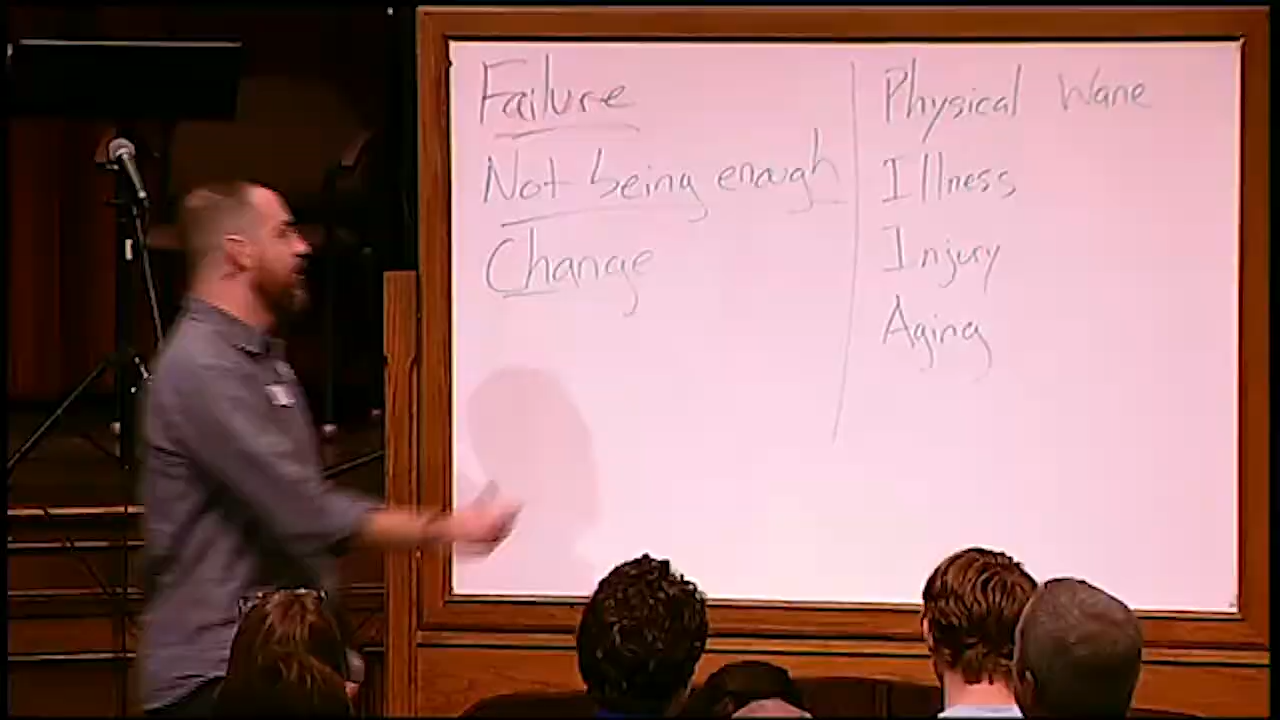 Failure
Not being enough
Change
Physical Wane
Illness
Injury
Aging